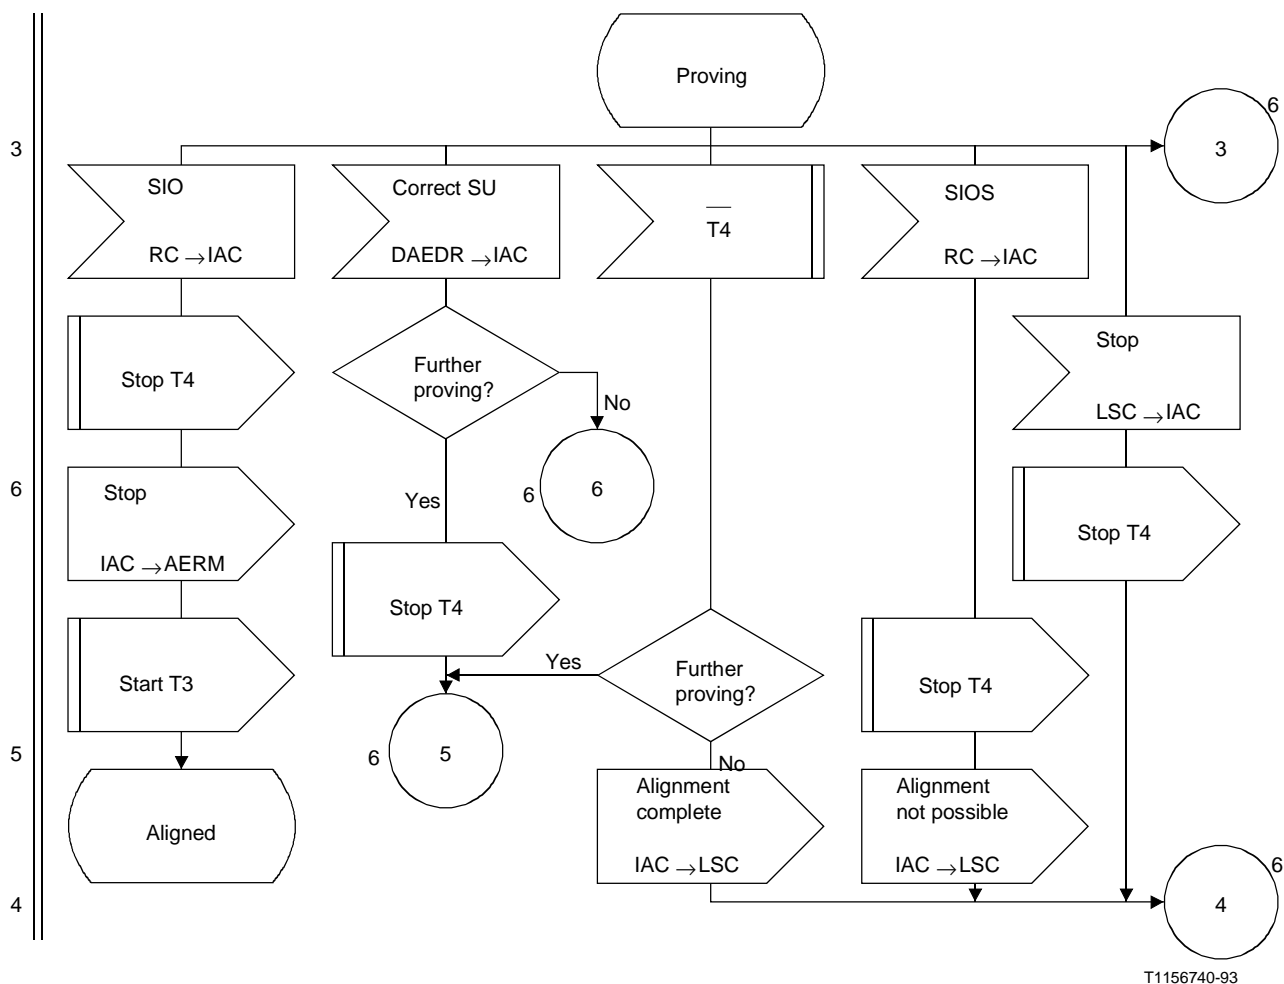 Proving
6
3
3
SIO
RC → IAC
Correct SU
DAEDR → IAC
T4
SIOS
RC → IAC
Stop T4
Further
proving?
No
Stop
LSC → IAC
6
Stop
IAC → AERM
Yes
6
6
Stop T4
Stop T4
Start T3
Yes
Further
proving?
Stop T4
5
6
5
No
Aligned
Alignment
complete
IAC → LSC
Alignment
not possible
IAC → LSC
6
4
4
T1156740-93